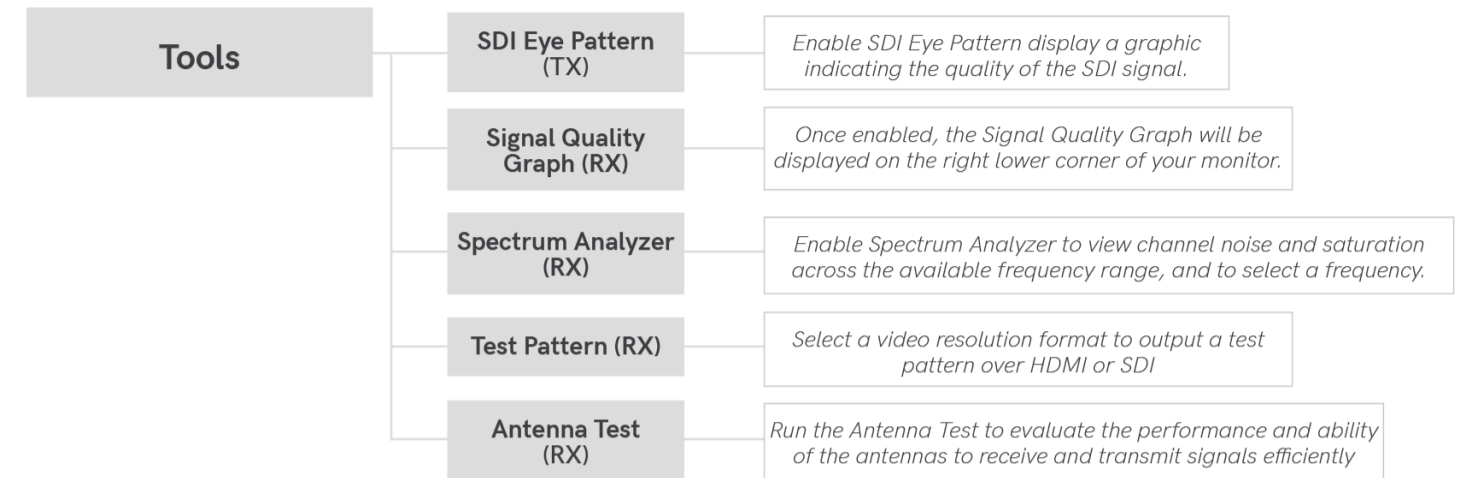 Tools
SDI Eye Pattern
(TX)
Enable SDI Eye Pattern display a graphic
indicating the quality of the SDI signal.
Signal Quality
Graph (RX)
Once enabled, the Signal Quality Graph will be
displayed on the right lower corner of your monitor.
Spectrum Analyzer
(RX)
Enable Spectrum Analyzer to view channel noise and saturation
across the available frequency range, and to select a frequency.
Test Pattern (RX)
Select a video resolution format to output a test
pattern over HDMI or SDI
Antenna Test
(RX)
Run the Antenna Test to evaluate the performance and ability
of the antennas to receive and transmit signals efficiently